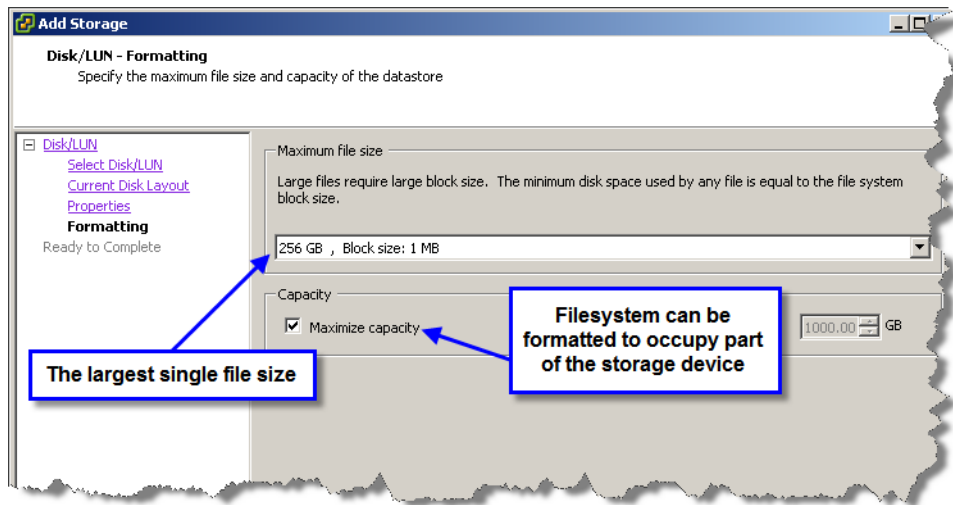 Add Storage
Disk/LUN - Formatting
Specify the maximum file size and capacity of the datastore
Disk/LUN
Select Disk/LUN
Current Disk Layout
Properties
Formatting
Ready to Complete
Maximum file size
Large files require large block size. The minimum disk space used by any file is equal to the file system
block size.
256 GB , Block size: 1 MB
Capacity
Maximize capacity
1000.00 GB
Filesystem can be
formatted to occupy part
of the storage device
The largest single file size